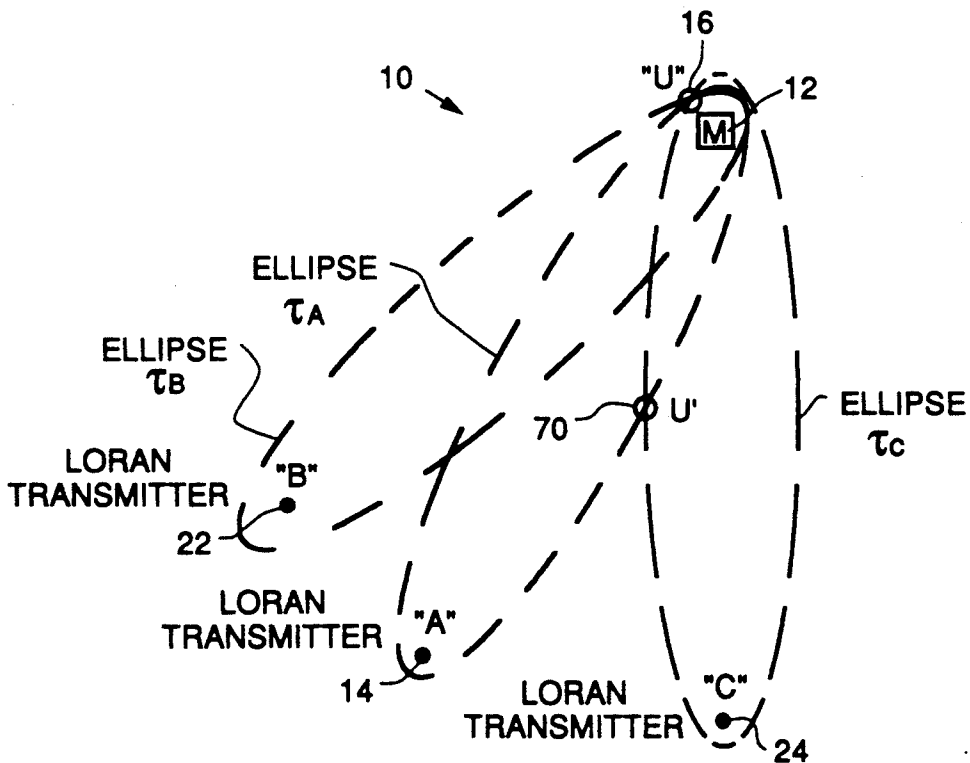 16
10
"U"
12
M
ELLIPSE
τA
ELLIPSE
τB
70
U'
ELLIPSE
τC
LORAN
TRANSMITTER
"B"
22
LORAN
TRANSMITTER
"A"
14
LORAN
TRANSMITTER
"C"
24